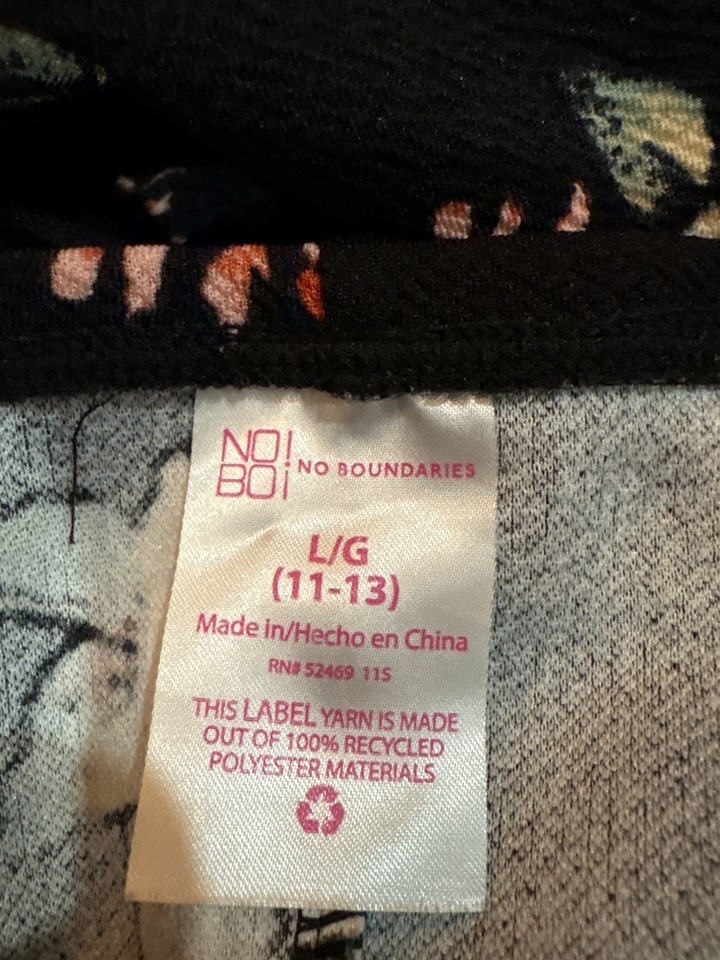 NO!
BO¡ NO BOUNDARIES
L/G
(11-13)
Made in/Hecho en China
RN# 52469 11S
THIS LABEL YARN IS MADE
OUT OF 100% RECYCLED
POLYESTER MATERIALS